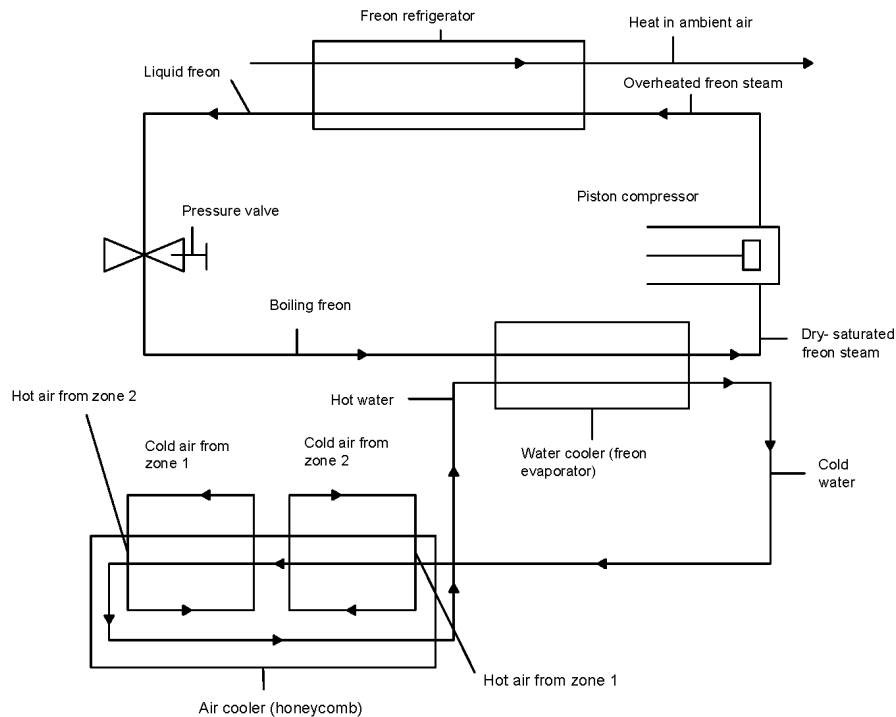 Freon refrigerator
Heat in ambient air
Liquid freon
Overheated freon steam
Piston compressor
Pressure valve
Boiling freon
Dry- saturated
freon steam
Hot air from zone 2
Hot water
Cold air from
zone 1
Cold air from
zone 2
Water cooler (freon
evaporator)
Cold
water
Hot air from zone 1
Air cooler (honeycomb)